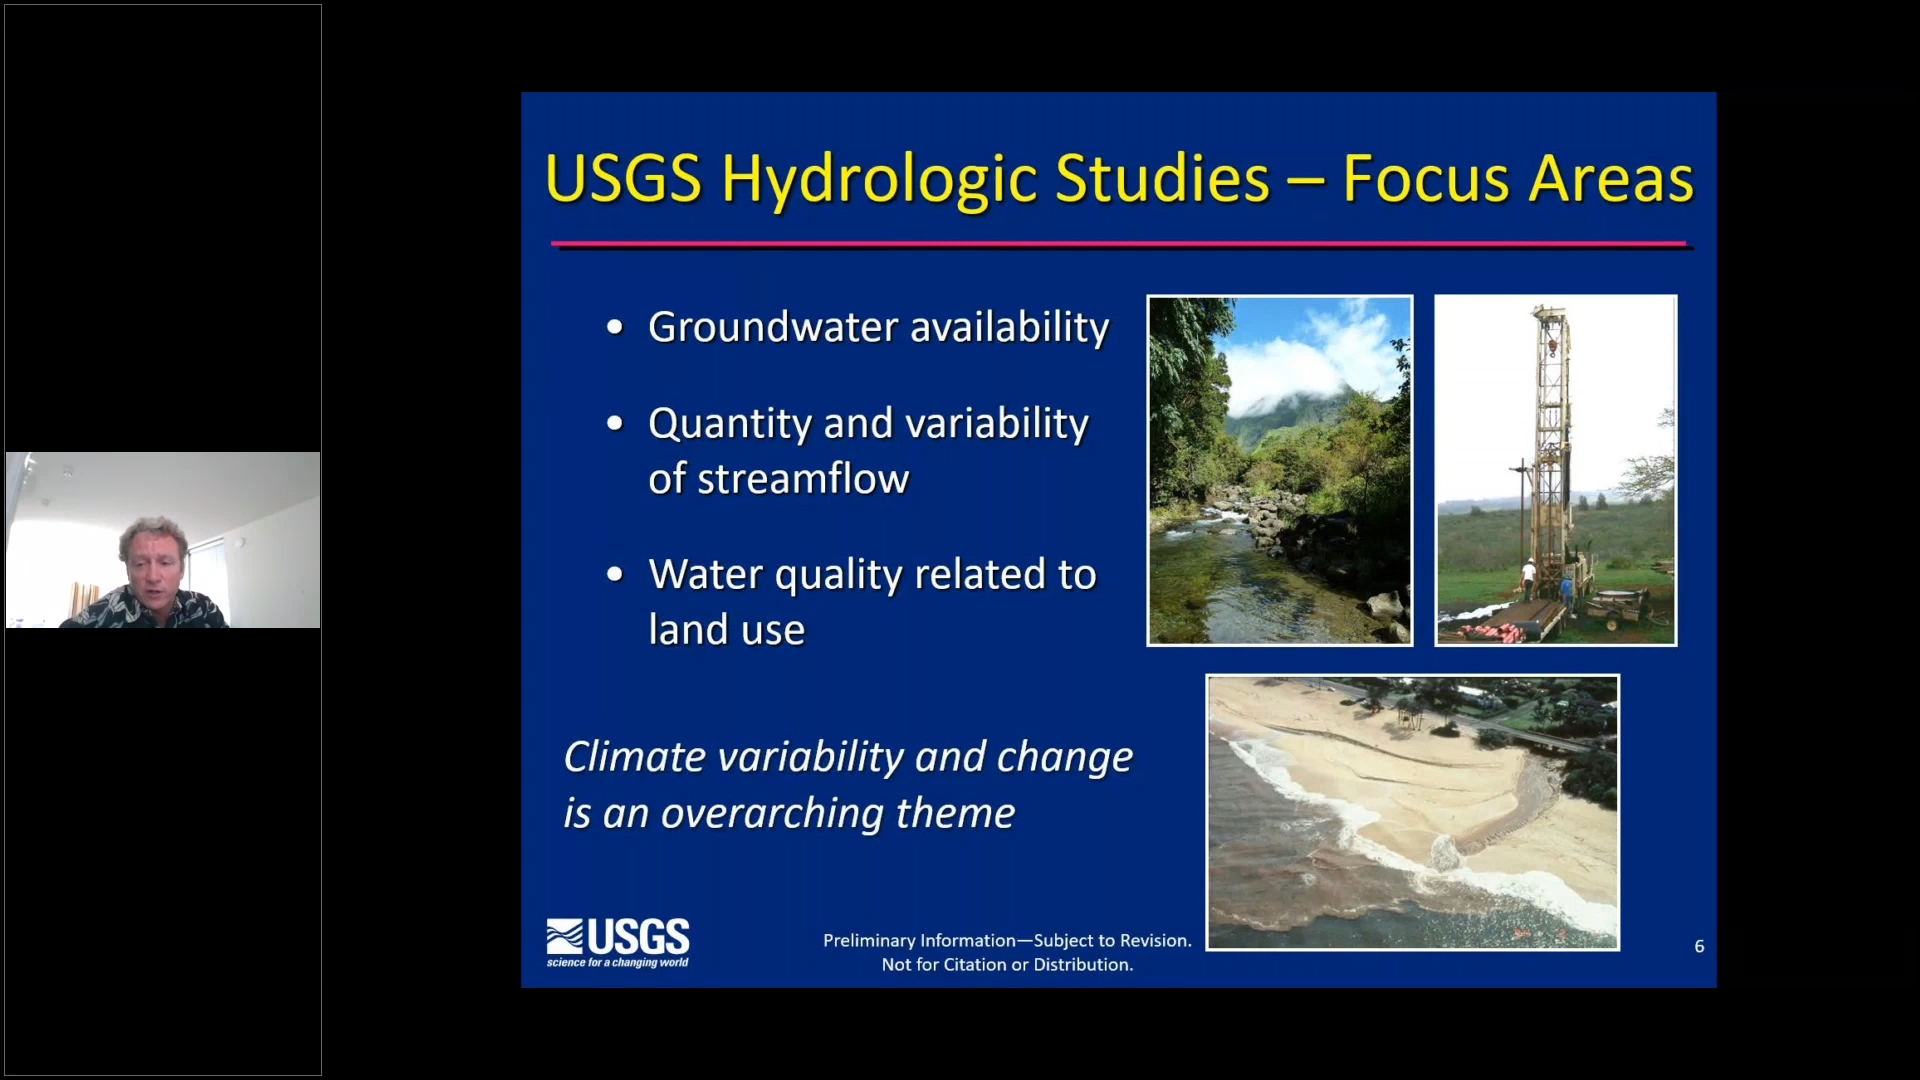 USGS Hydrologic Studies – Focus Areas
• Groundwater availability
• Quantity and variability
of streamflow
• Water quality related to
land use
Climate variability and change
is an overarching theme
USGS
science for a changing world
Preliminary Information—Subject to Revision.
Not for Citation or Distribution.
6